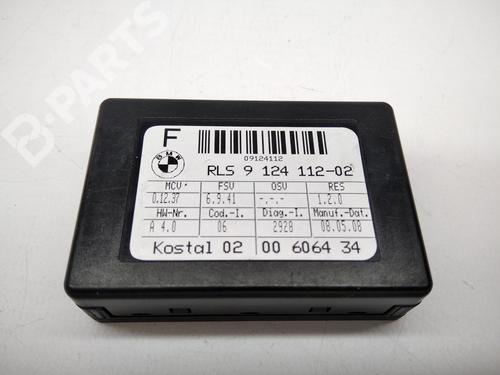 B-PARTS
F
09124112
BMW
RLS 9 124 112-02
MCV FSV OSV RES
0.12.37 6.9.41 -.-.- 1.2.0
HW-Nr. Cod.-I. Diag.-I. Manuf.-Dat.
A 4.0 06 2928 08.05.08
Kostal 02 00 6064 34
B-PARTS